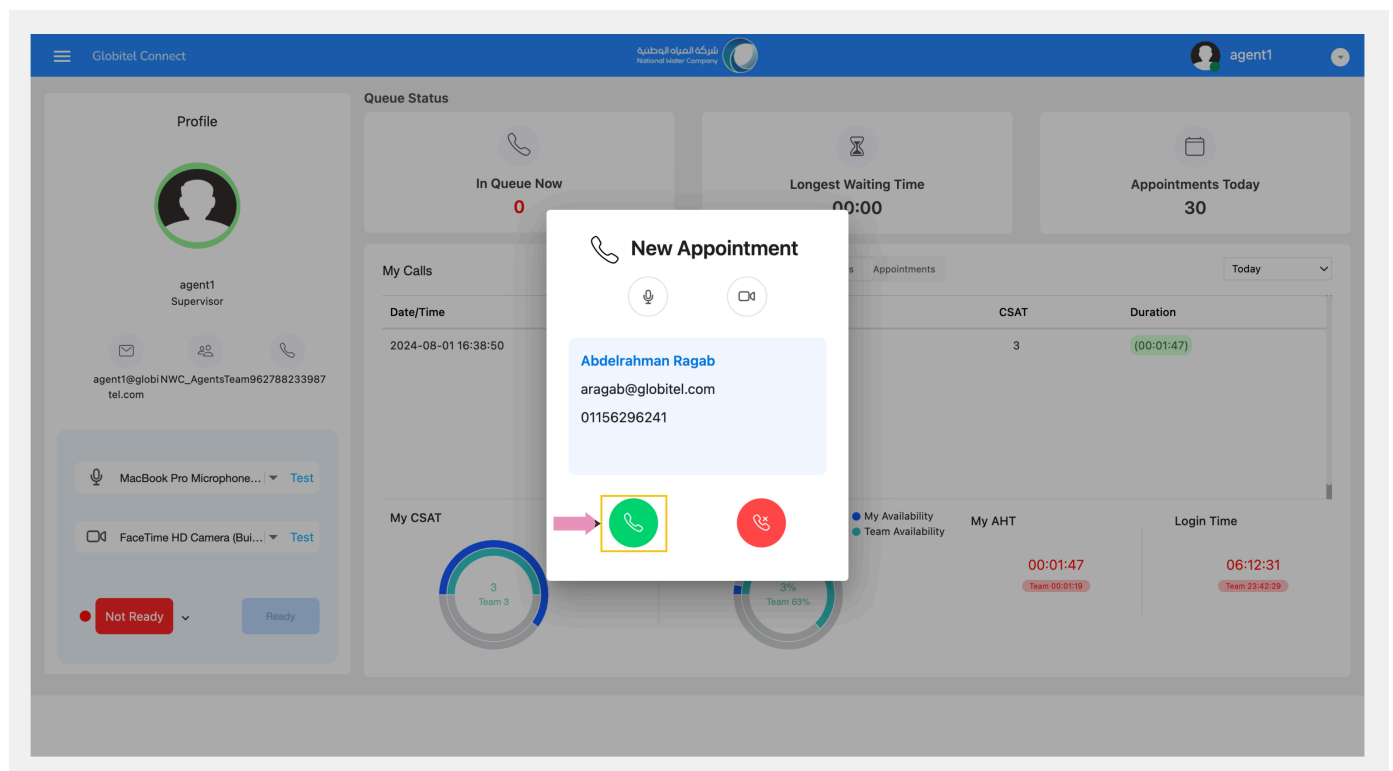 Globitel Connect
شركة المياه الوطنية
National Water Company
agent1
Profile
agent1
Supervisor
agent1@globi
tel.com
NWC_AgentsTeam
962788233987
MacBook Pro Microphone...
Test
FaceTime HD Camera (Bui...
Test
Not Ready
Ready
Queue Status
In Queue Now
0
Longest Waiting Time
00:00
Appointments Today
30
My Calls
Appointments
Today
Date/Time
CSAT
Duration
2024-08-01 16:38:50
3
(00:01:47)
New Appointment
Abdelrahman Ragab
aragab@globitel.com
01156296241
My CSAT
3
Team 3
My Availability
Team Availability
3%
Team 63%
My AHT
00:01:47
Team 00:01:19
Login Time
06:12:31
Team 23:42:29